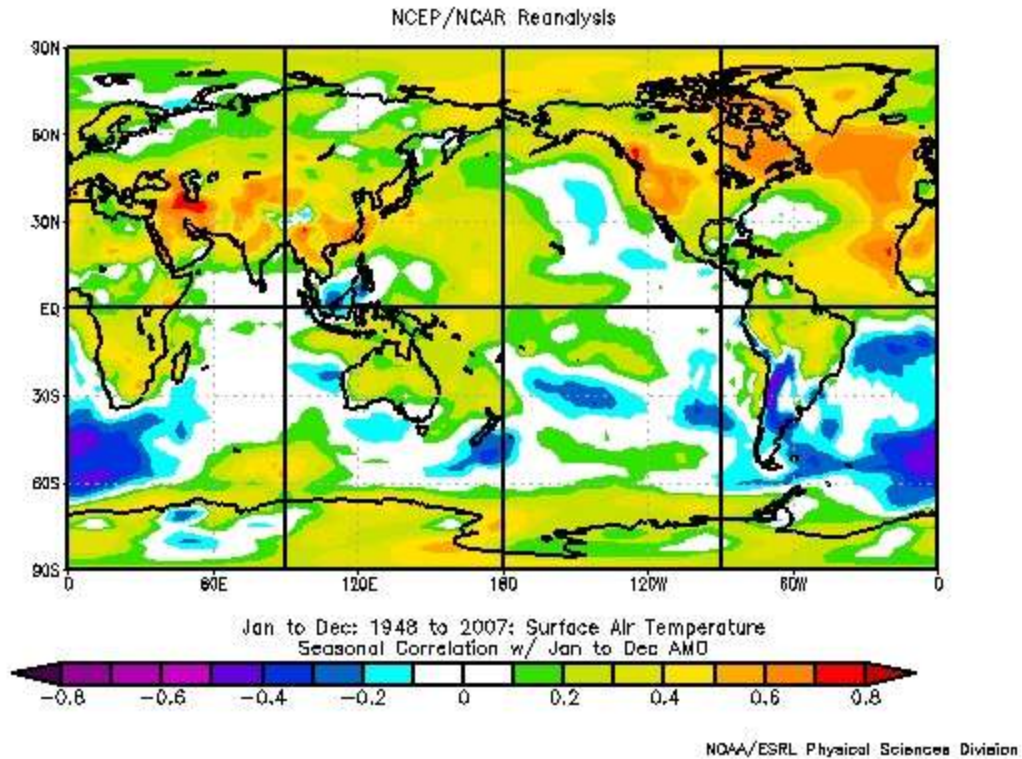 NCEP/NCAR Reanalysis
90N
60N
30N
EQ
30S
60S
90S
0 60E 120E 180 120W 60W 0
Jan to Dec: 1948 to 2007: Surface Air Temperature
Seasonal Correlation w/ Jan to Dec AMO
-0.8 -0.6 -0.4 -0.2 0 0.2 0.4 0.6 0.8
NOAA/ESRL Physical Sciences Division